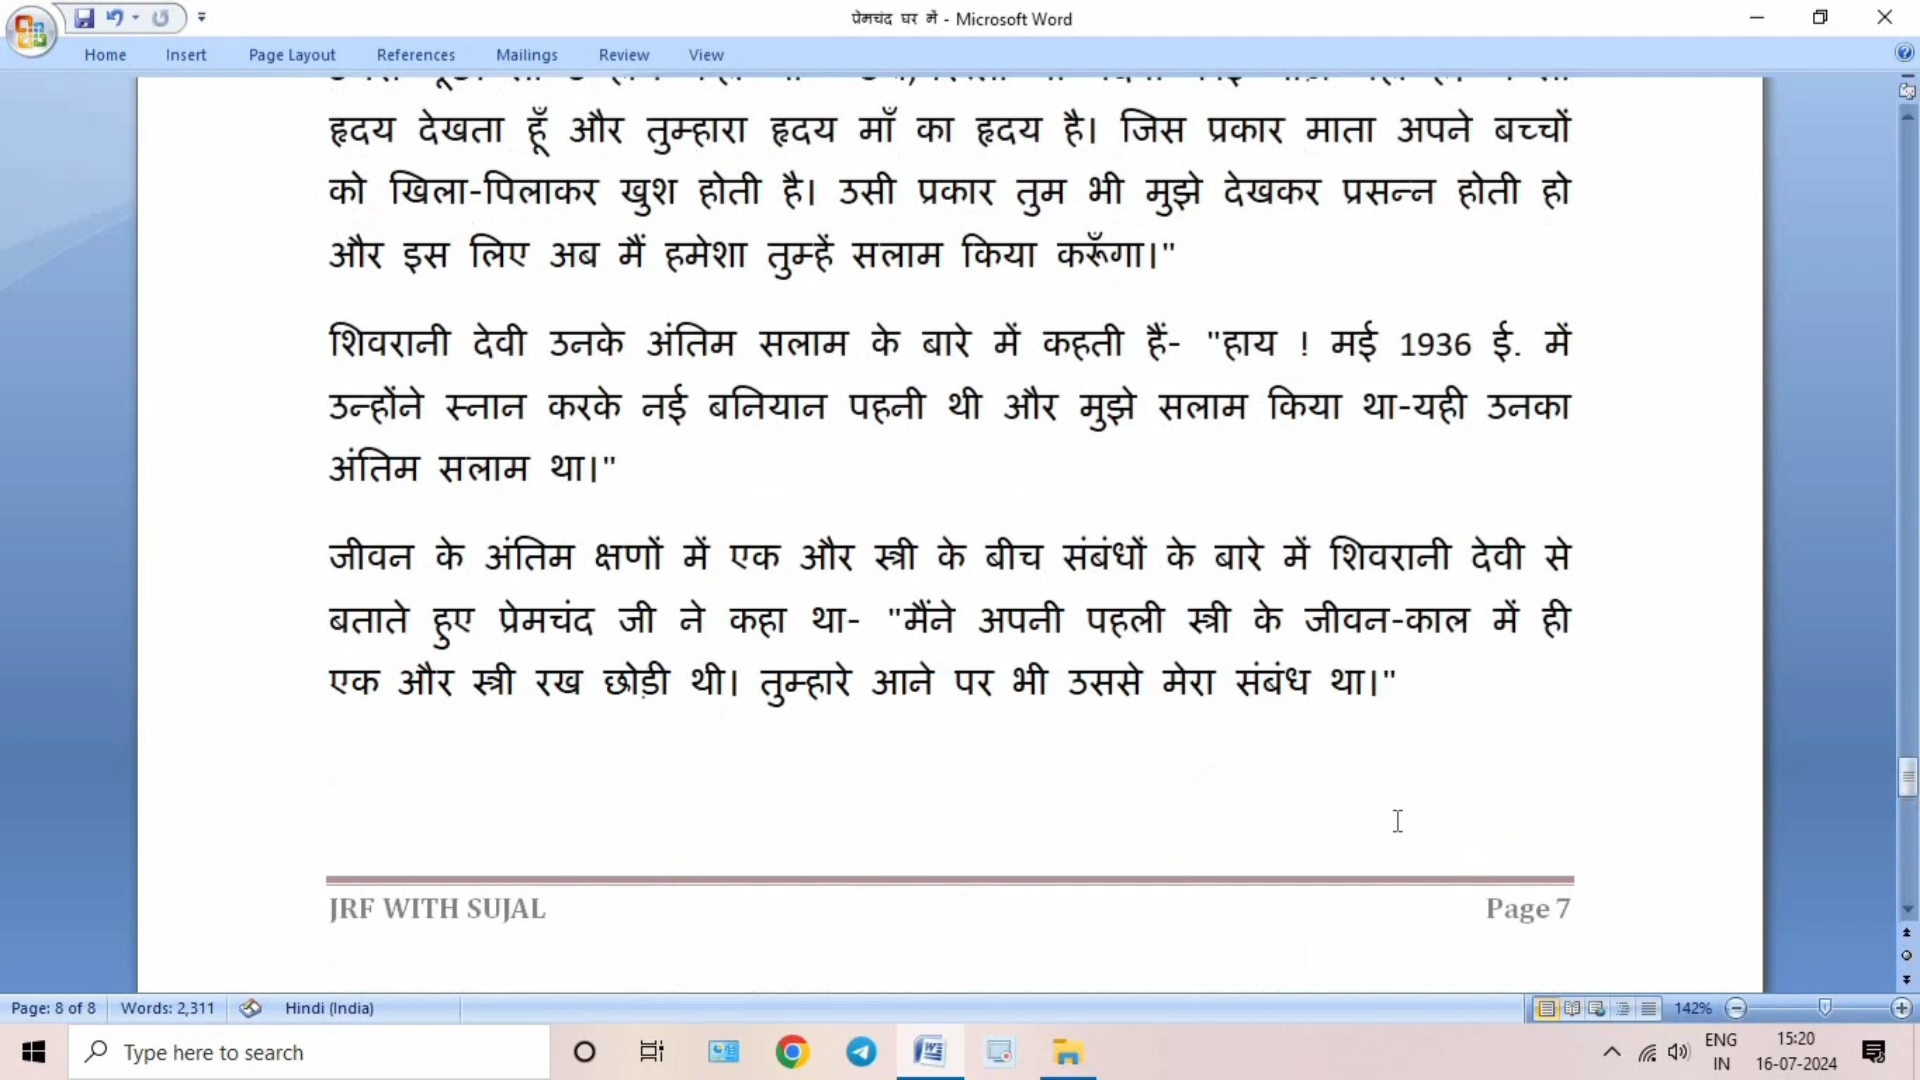 प्रेमचंद घर में - Microsoft Word
Home Insert Page Layout References Mailings Review View
हृदय देखता हूँ और तुम्हारा हृदय माँ का हृदय है। जिस प्रकार माता अपने बच्चों
को खिला-पिलाकर खुश होती है। उसी प्रकार तुम भी मुझे देखकर प्रसन्न होती हो
और इस लिए अब मैं हमेशा तुम्हें सलाम किया करूँगा।"
शिवरानी देवी उनके अंतिम सलाम के बारे में कहती हैं- "हाय ! मई 1936 ई. में
उन्होंने स्नान करके नई बनियान पहनी थी और मुझे सलाम किया था-यही उनका
अंतिम सलाम था।"
जीवन के अंतिम क्षणों में एक और स्त्री के बीच संबंधों के बारे में शिवरानी देवी से
बताते हुए प्रेमचंद जी ने कहा था- "मैंने अपनी पहली स्त्री के जीवन-काल में ही
एक और स्त्री रख छोड़ी थी। तुम्हारे आने पर भी उससे मेरा संबंध था।"
JRF WITH SUJAL Page 7
Page: 8 of 8 Words: 2,311 Hindi (India) 142%
Type here to search
ENG 15:20
IN 16-07-2024